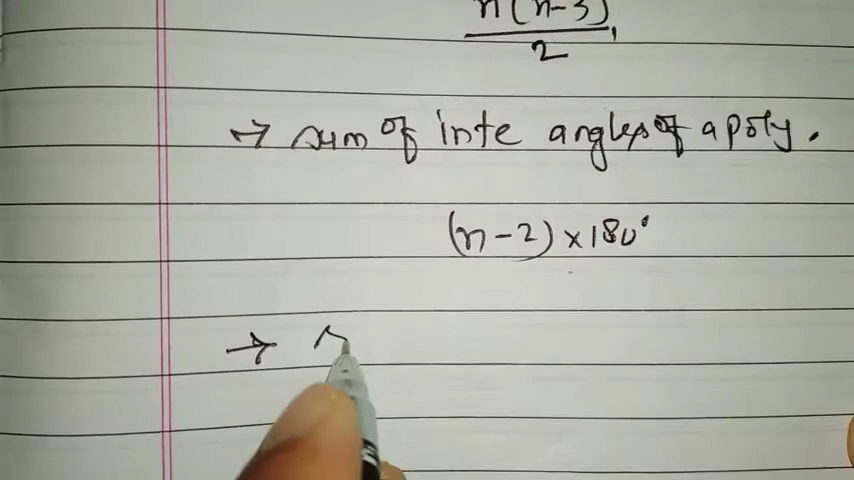 n(n-3)
2
→ sum of inte angles of a poly.
(n-2)×180°
→